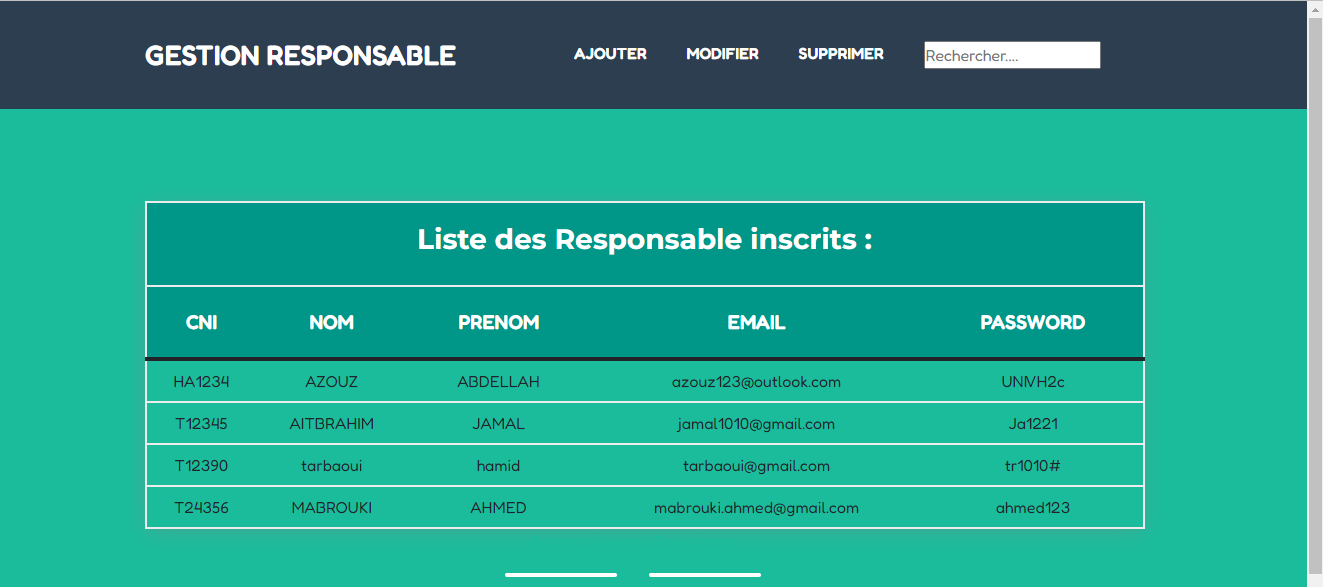 GESTION RESPONSABLE AJOUTER MODIFIER SUPPRIMER Rechercher....
Liste des Responsable inscrits :
CNI NOM PRENOM EMAIL PASSWORD
HA1234 AZOUZ ABDELLAH azouz123@outlook.com UNIVH2c
T12345 AITBRAHIM JAMAL jamal1010@gmail.com Ja1221
T12390 tarbaoui hamid tarbaoui@gmail.com tr1010#
T24356 MABROUKI AHMED mabrouki.ahmed@gmail.com ahmed123